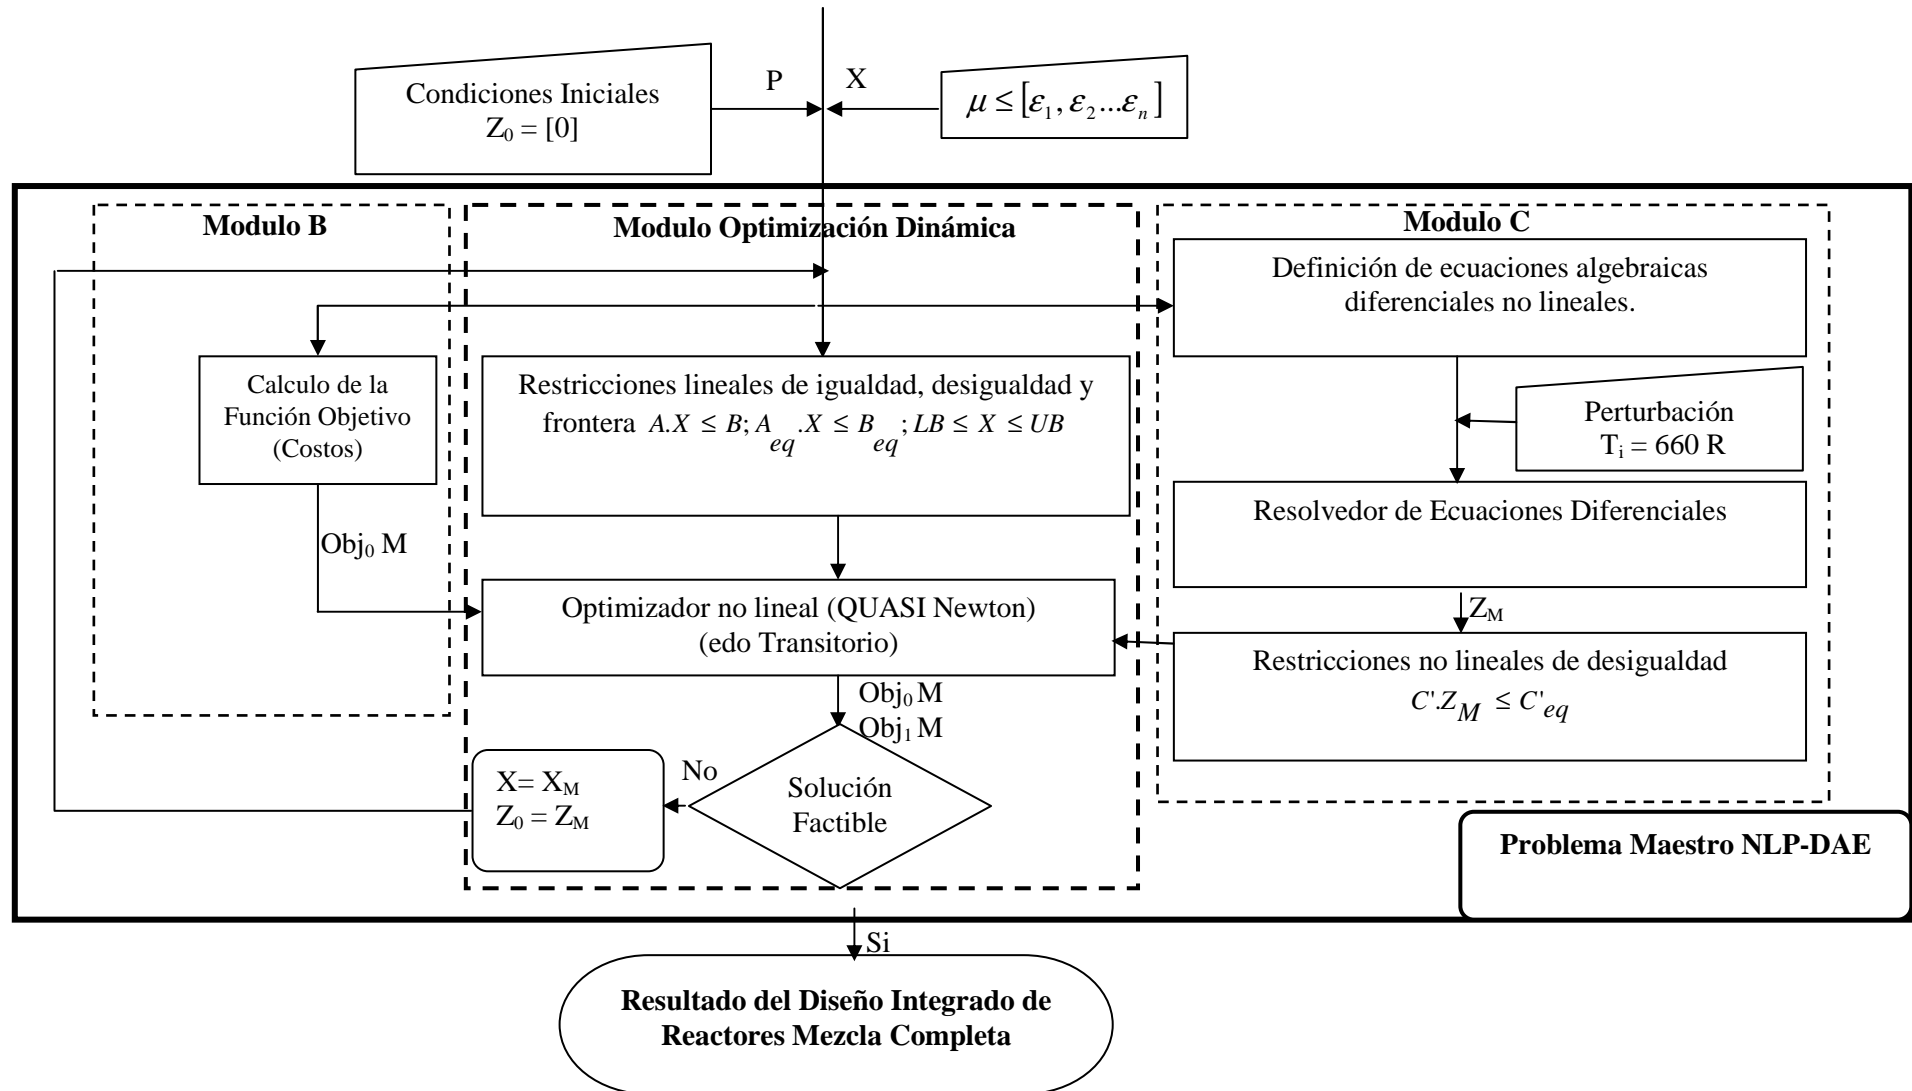 Condiciones Iniciales
Z₀ = [0]
P
X
μ ≤ [ε₁, ε₂...εₙ]
Modulo B
Modulo Optimización Dinámica
Modulo C
Definición de ecuaciones algebraicas
diferenciales no lineales.
Calculo de la
Función Objetivo
(Costos)
Restricciones lineales de igualdad, desigualdad y
frontera A.X ≤ B; A_eq.X ≤ B_eq; LB ≤ X ≤ UB
Perturbación
Tᵢ = 660 R
Resolvedor de Ecuaciones Diferenciales
Obj₀ M
Optimizador no lineal (QUASI Newton)
(edo Transitorio)
Z_M
Restricciones no lineales de desigualdad
C'.Z_M ≤ C'_eq
Obj₀ M
Obj₁ M
No
X= X_M
Z₀ = Z_M
Solución
Factible
Problema Maestro NLP-DAE
Si
Resultado del Diseño Integrado de
Reactores Mezcla Completa